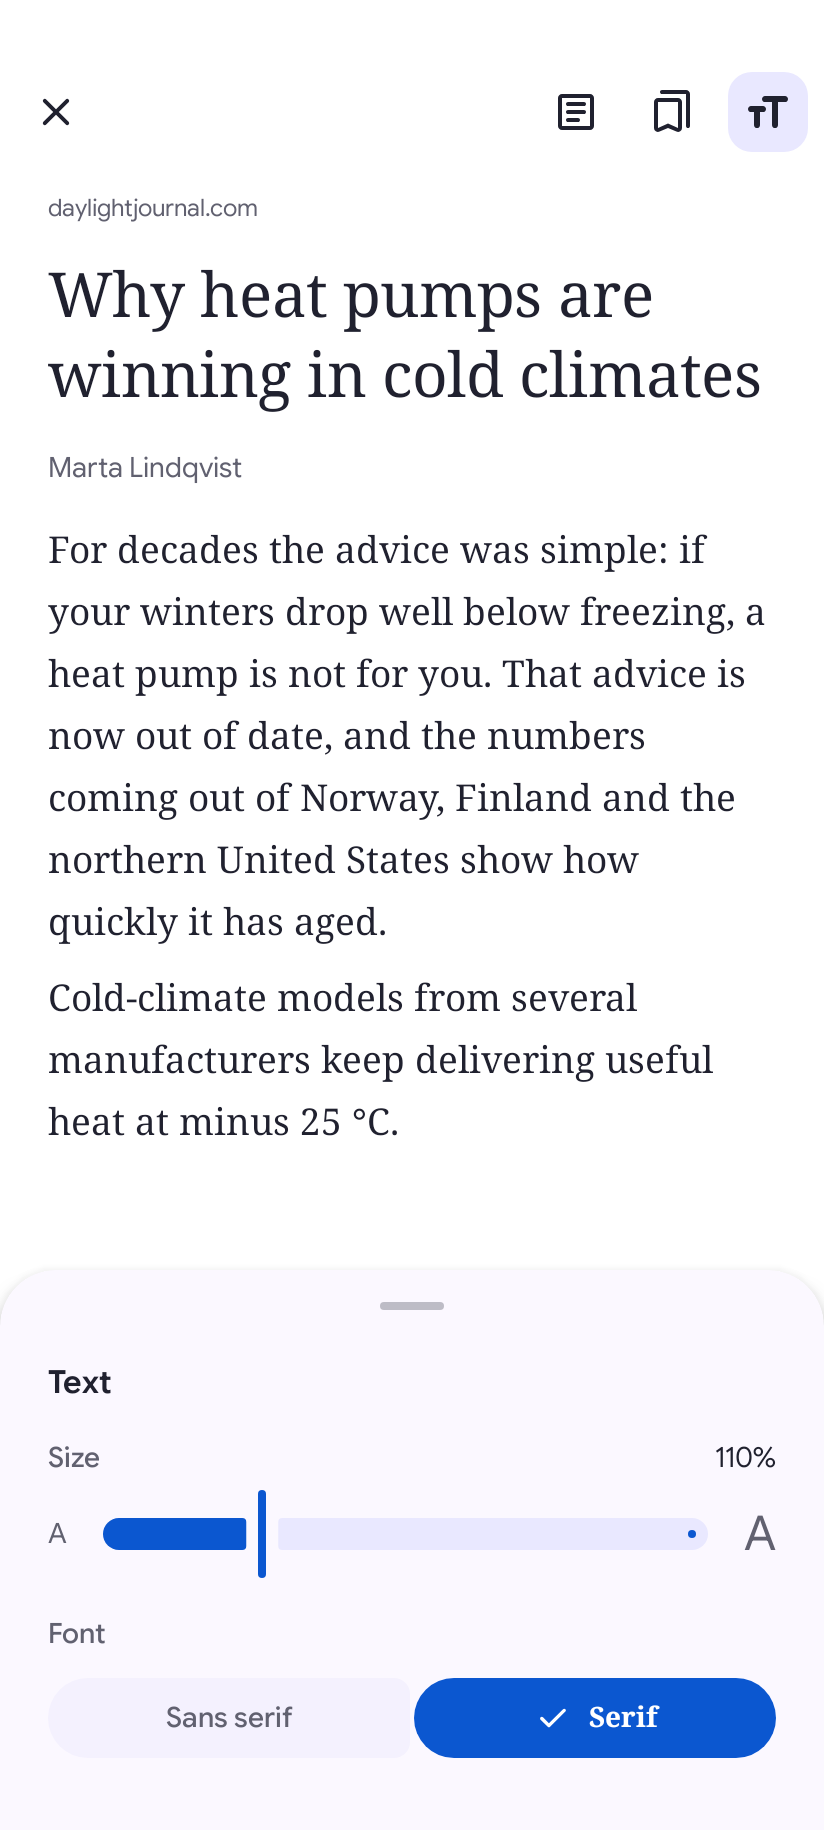 daylightjournal.com
Why heat pumps are
winning in cold climates
Marta Lindqvist
For decades the advice was simple: if
your winters drop well below freezing, a
heat pump is not for you. That advice is
now out of date, and the numbers
coming out of Norway, Finland and the
northern United States show how
quickly it has aged.
Cold-climate models from several
manufacturers keep delivering useful
heat at minus 25 °C.
Text
Size 110%
A A
Font
Sans serif Serif